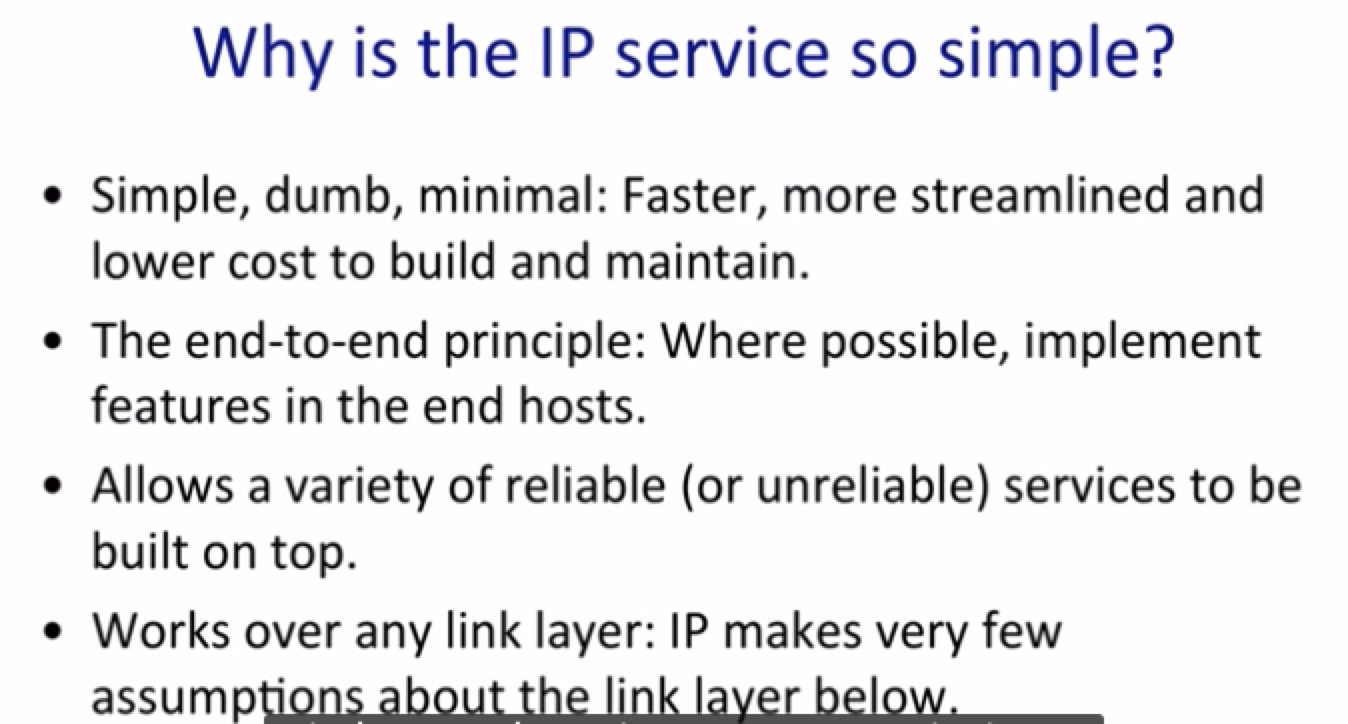 Why is the IP service so simple?
• Simple, dumb, minimal: Faster, more streamlined and
lower cost to build and maintain.
• The end-to-end principle: Where possible, implement
features in the end hosts.
• Allows a variety of reliable (or unreliable) services to be
built on top.
• Works over any link layer: IP makes very few
assumptions about the link layer below.